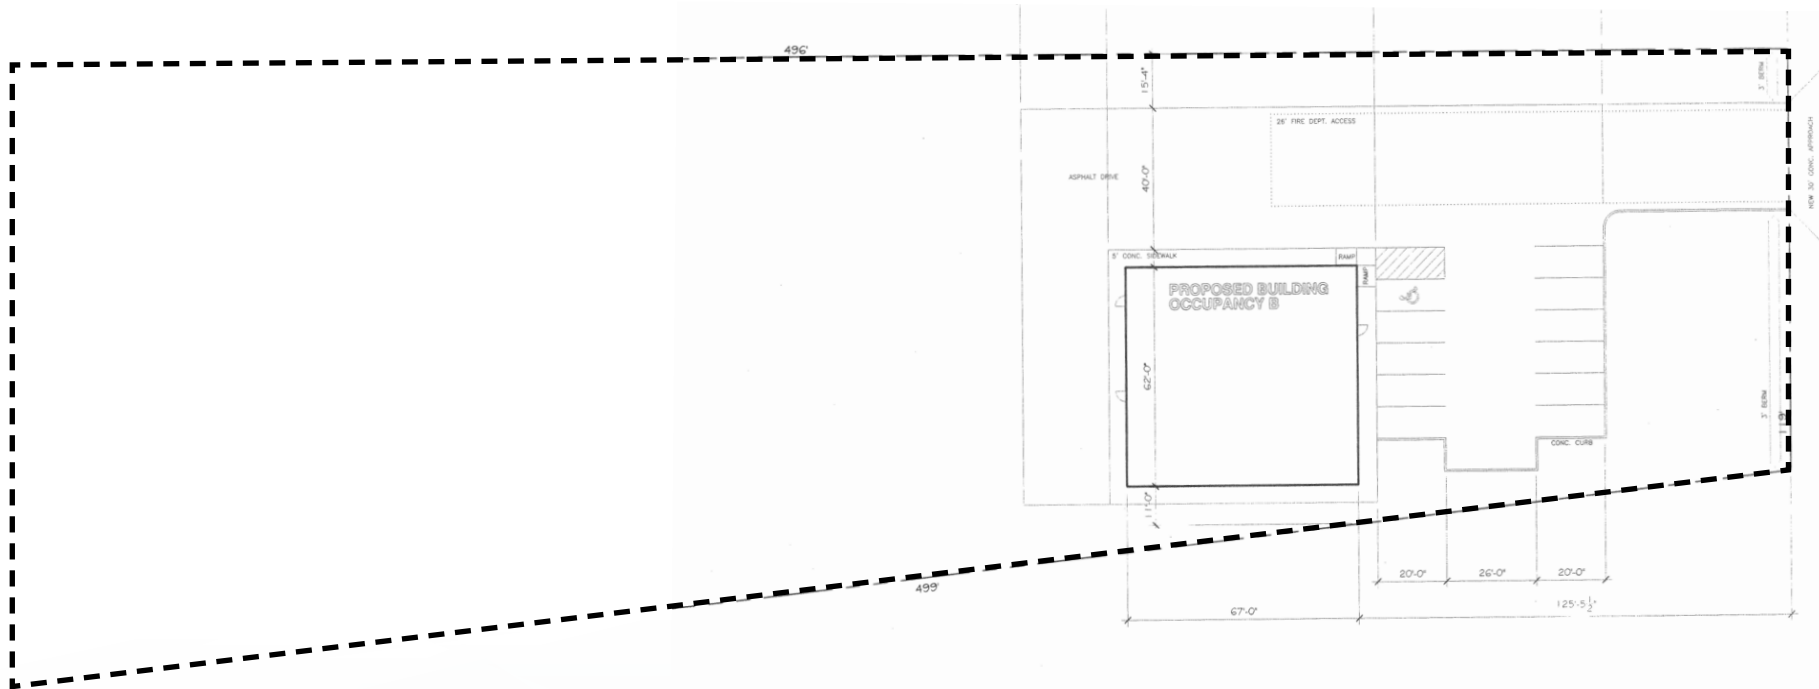 496'
15'-4"
3' BERM
26' FIRE DEPT. ACCESS
NEW 30' CONC. APPROACH
ASPHALT DRIVE
40'-0"
5' CONC. SIDEWALK
RAMP
RAMP
PROPOSED BUILDING
OCCUPANCY B
62'-0"
3' BERM
CONC. CURB
11'-0"
20'-0"
26'-0"
20'-0"
499'
67'-0"
125'-5 1/2"